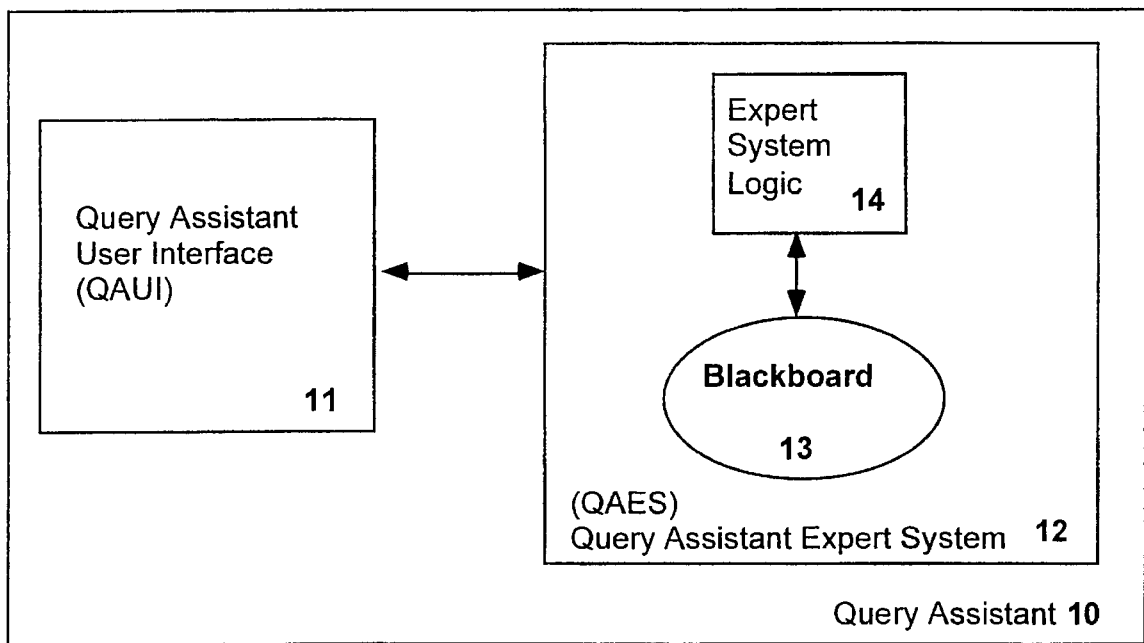 Query Assistant
User Interface
(QAUI)
11
Expert
System
Logic
14
Blackboard
13
(QAES)
Query Assistant Expert System 12
Query Assistant 10